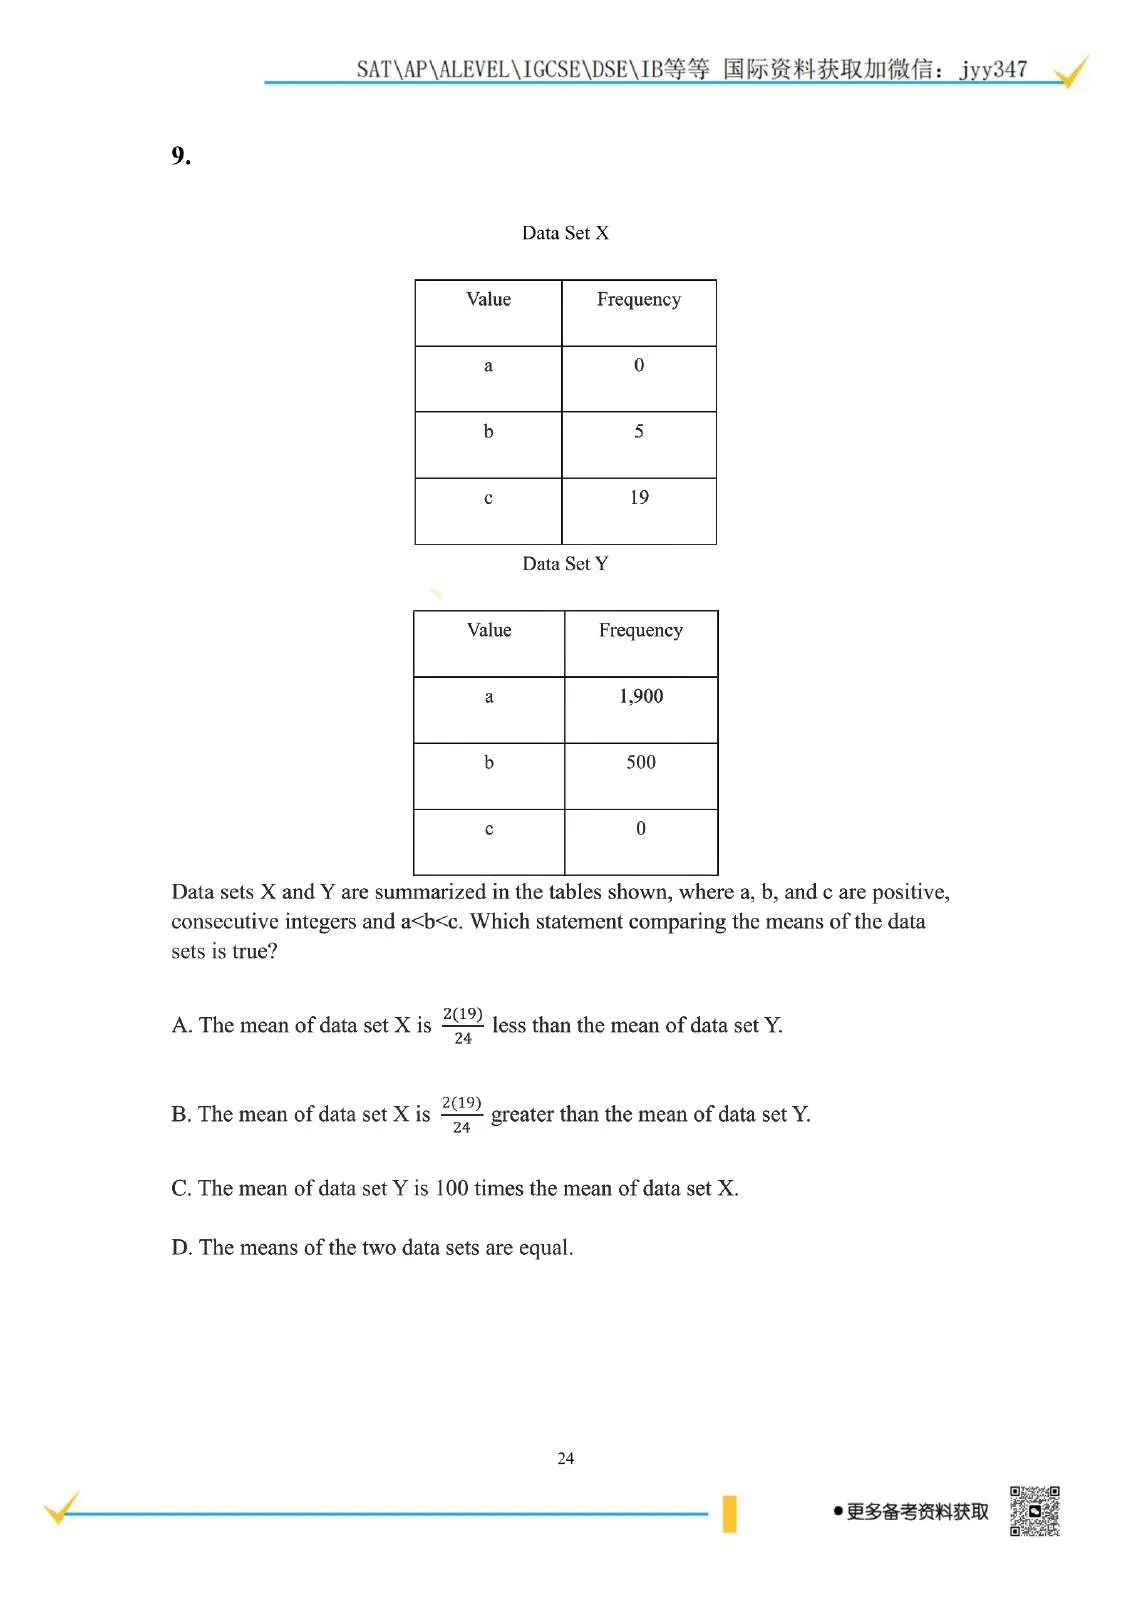 SAT\AP\ALEVEL\IGCSE\DSE\IB等等 国际资料获取加微信：jyy347
9.
Data Set X
Value Frequency
a 0
b 5
c 19
Data Set Y
Value Frequency
a 1,900
b 500
c 0
Data sets X and Y are summarized in the tables shown, where a, b, and c are positive,
consecutive integers and a<b<c. Which statement comparing the means of the data
sets is true?
A. The mean of data set X is 2(19)/24 less than the mean of data set Y.
B. The mean of data set X is 2(19)/24 greater than the mean of data set Y.
C. The mean of data set Y is 100 times the mean of data set X.
D. The means of the two data sets are equal.
24
●更多备考资料获取